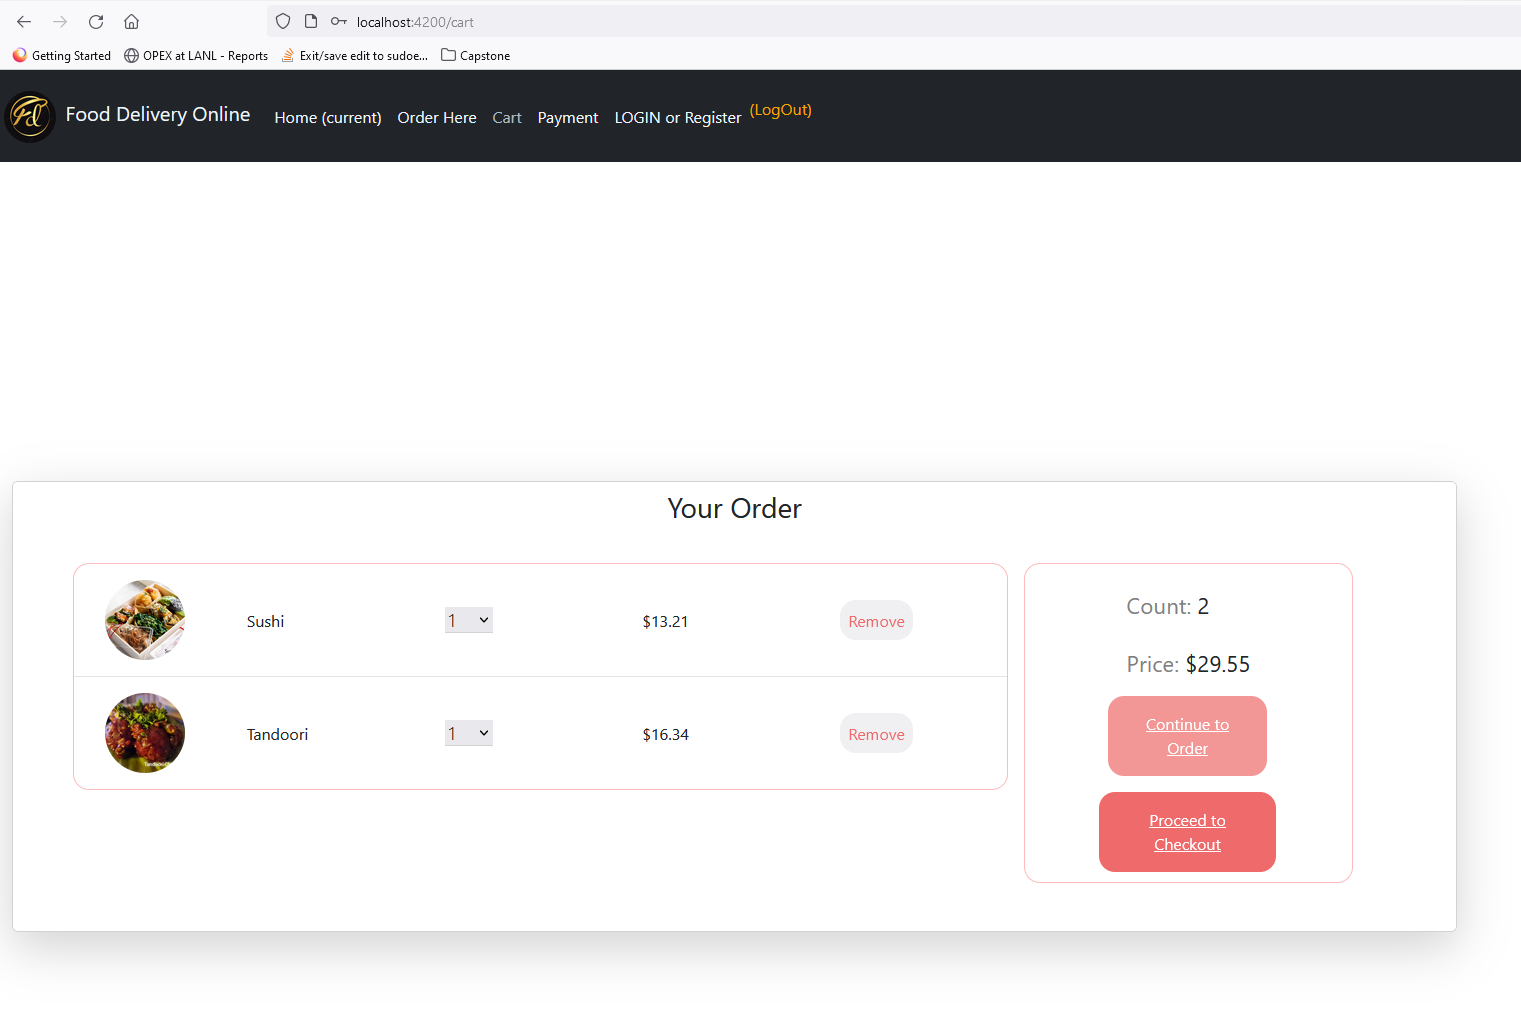 localhost:4200/cart
Getting Started OPEX at LANL - Reports Exit/save edit to sudoe... Capstone
Fd Food Delivery Online Home (current) Order Here Cart Payment LOGIN or Register (LogOut)
Your Order
Sushi 1 $13.21 Remove
Tandoori 1 $16.34 Remove
Count: 2
Price: $29.55
Continue to
Order
Proceed to
Checkout